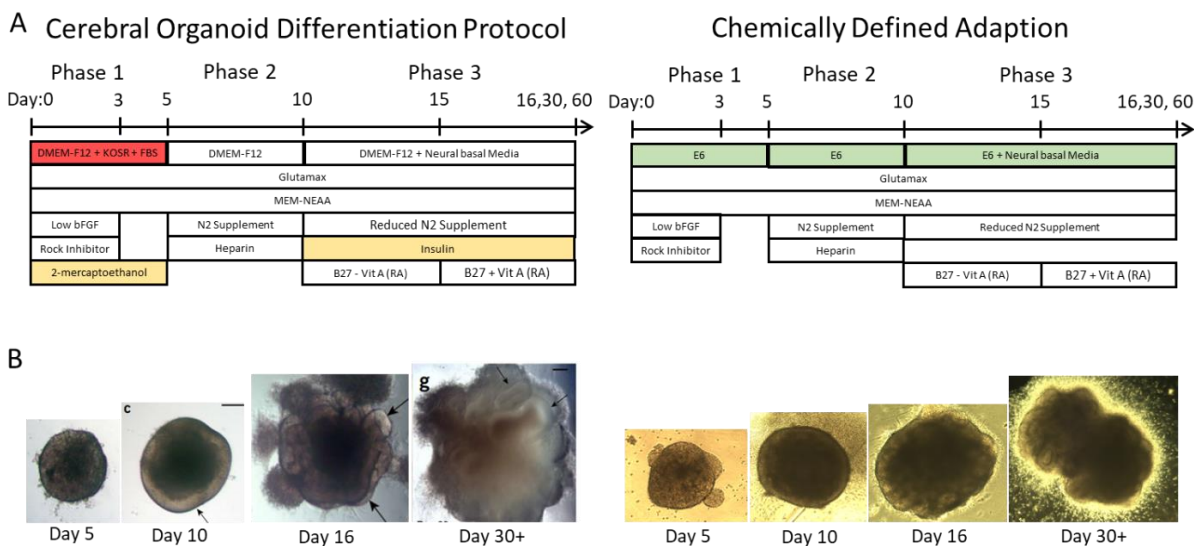 A
Cerebral Organoid Differentiation Protocol
Phase 1 Phase 2 Phase 3
Day:0 3 5 10 15 16,30, 60
DMEM-F12 + KOSR + FBS DMEM-F12 DMEM-F12 + Neural basal Media
Glutamax
MEM-NEAA
Low bFGF N2 Supplement Reduced N2 Supplement
Rock Inhibitor Heparin Insulin
2-mercaptoethanol B27 - Vit A (RA) B27 + Vit A (RA)
Chemically Defined Adaption
Phase 1 Phase 2 Phase 3
Day:0 3 5 10 15 16,30, 60
E6 E6 E6 + Neural basal Media
Glutamax
MEM-NEAA
Low bFGF N2 Supplement Reduced N2 Supplement
Rock Inhibitor Heparin
B27 - Vit A (RA) B27 + Vit A (RA)
B
c
g
Day 5 Day 10 Day 16 Day 30+
Day 5 Day 10 Day 16 Day 30+